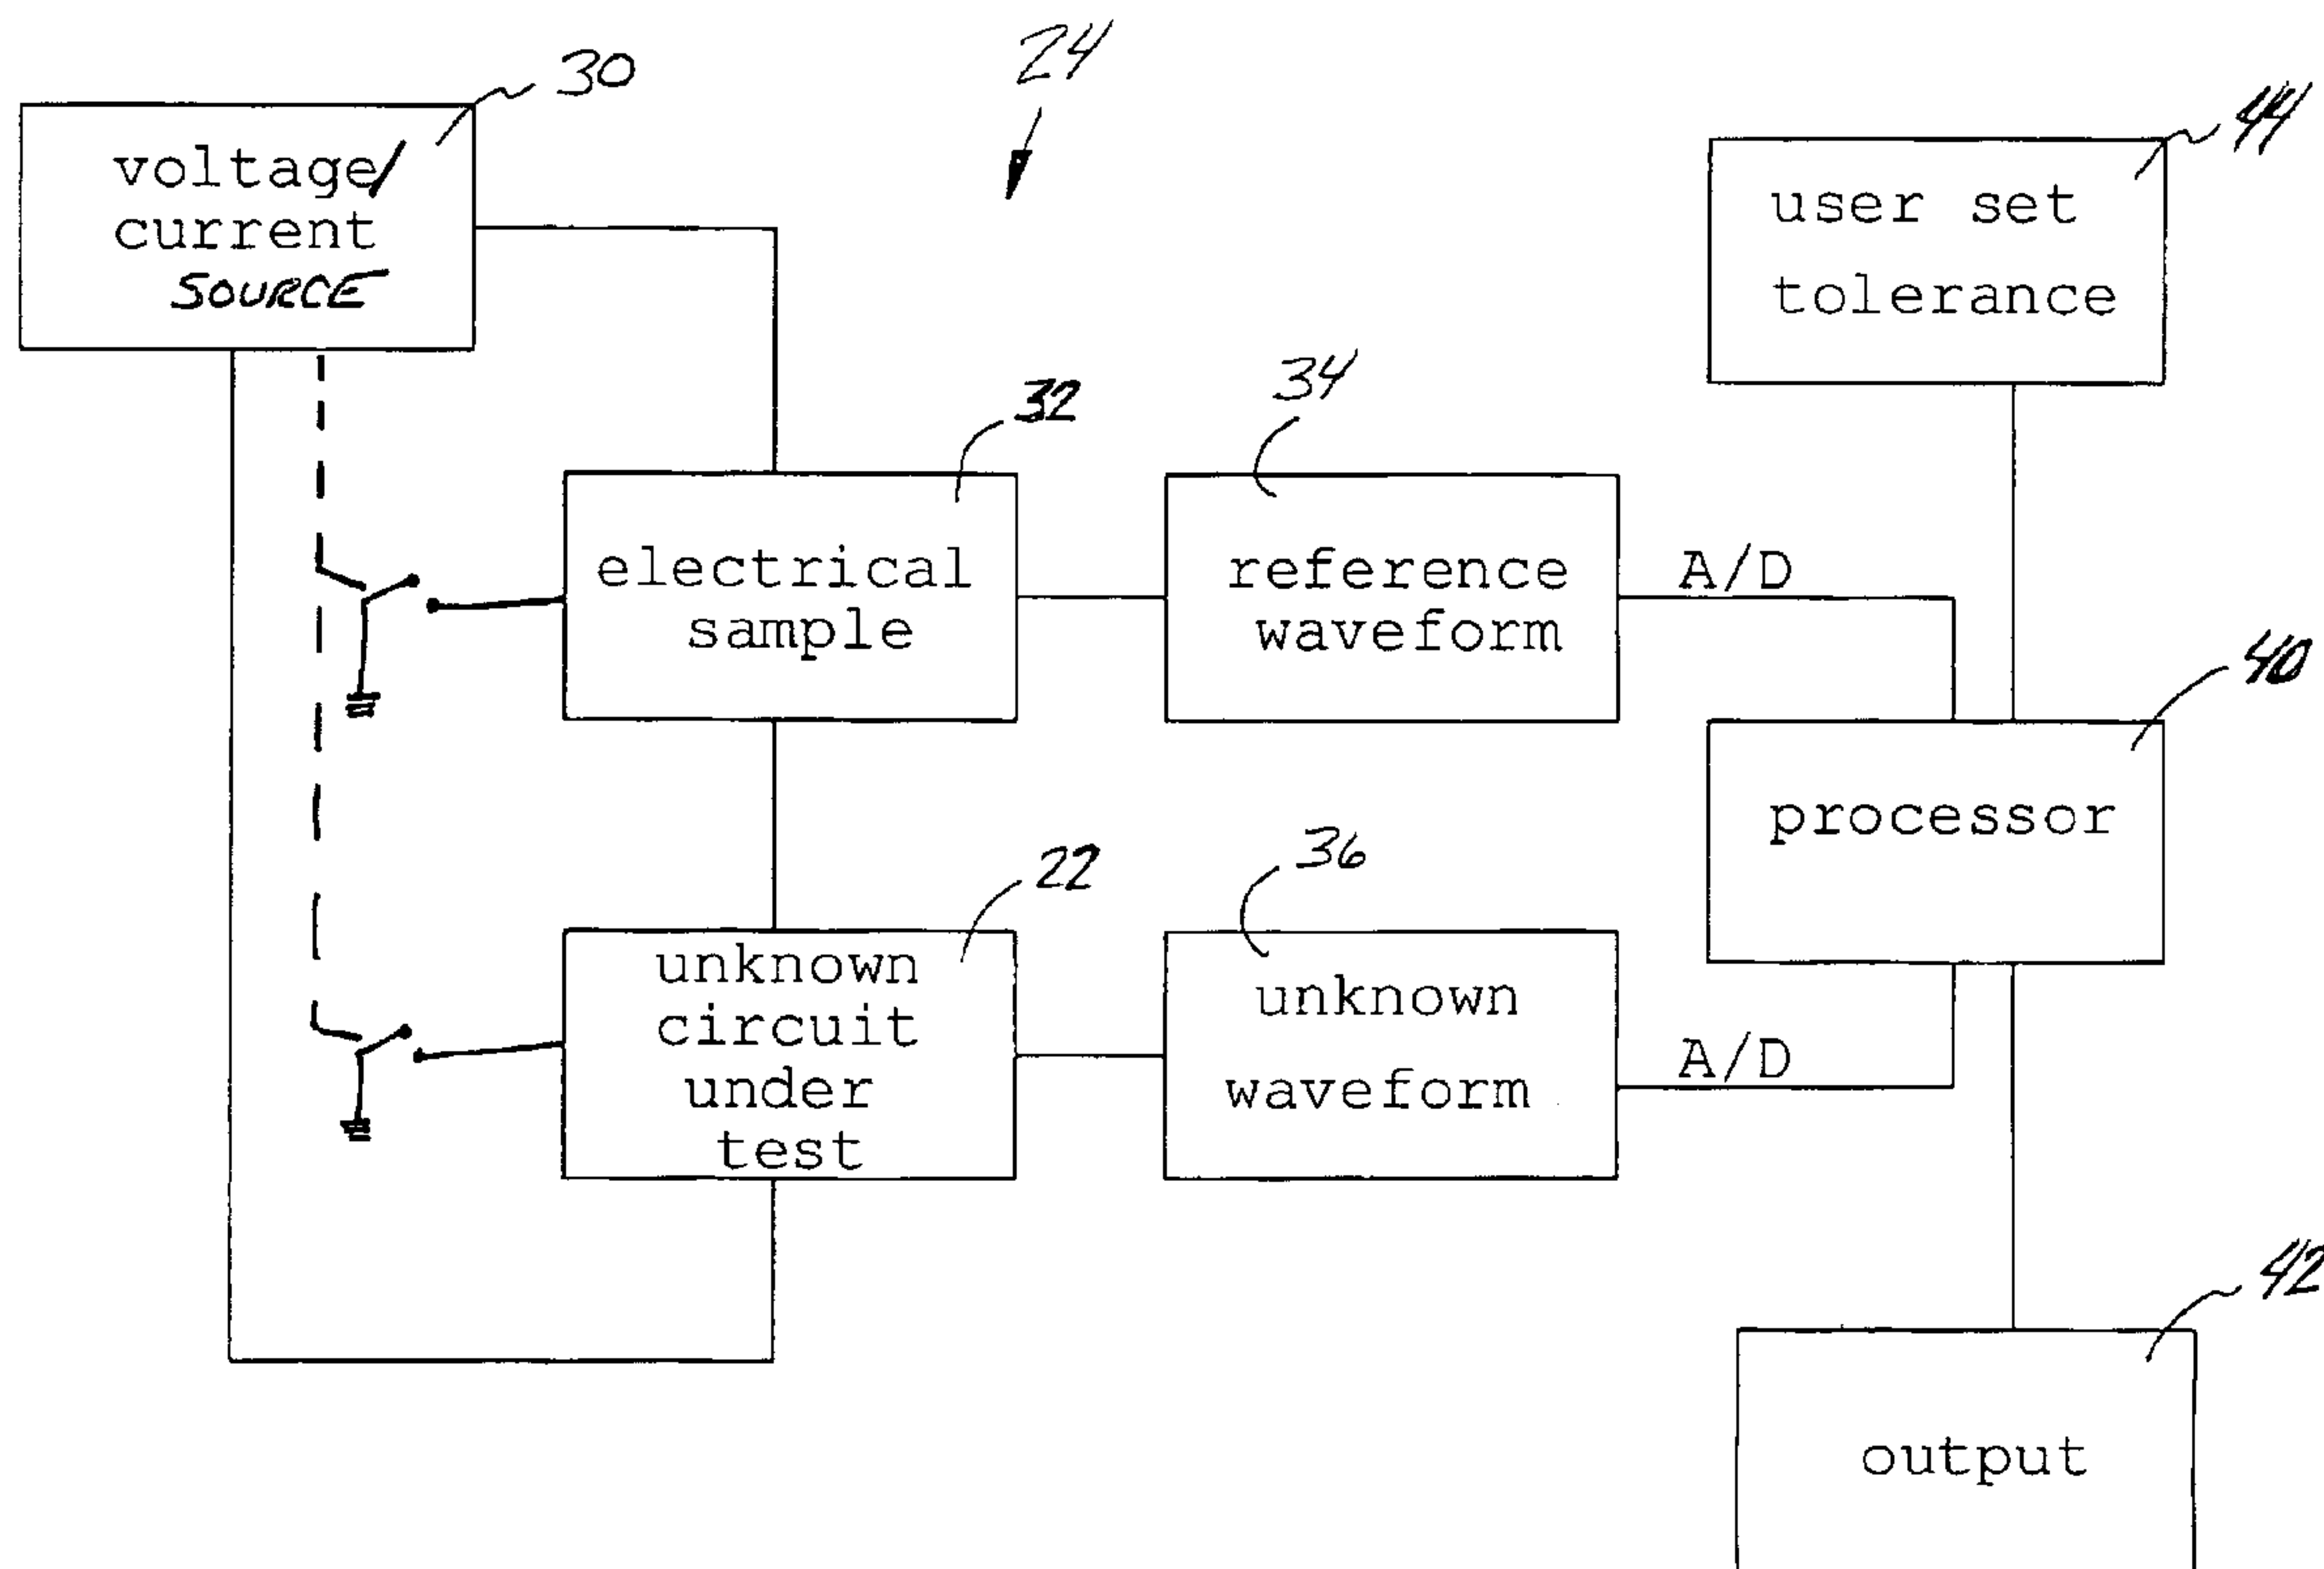 30
24
44
voltage/
current
SOURCE
user set
tolerance
32
34
electrical
sample
reference
waveform
A/D
40
processor
22
36
unknown
circuit
under
test
unknown
waveform
A/D
42
output